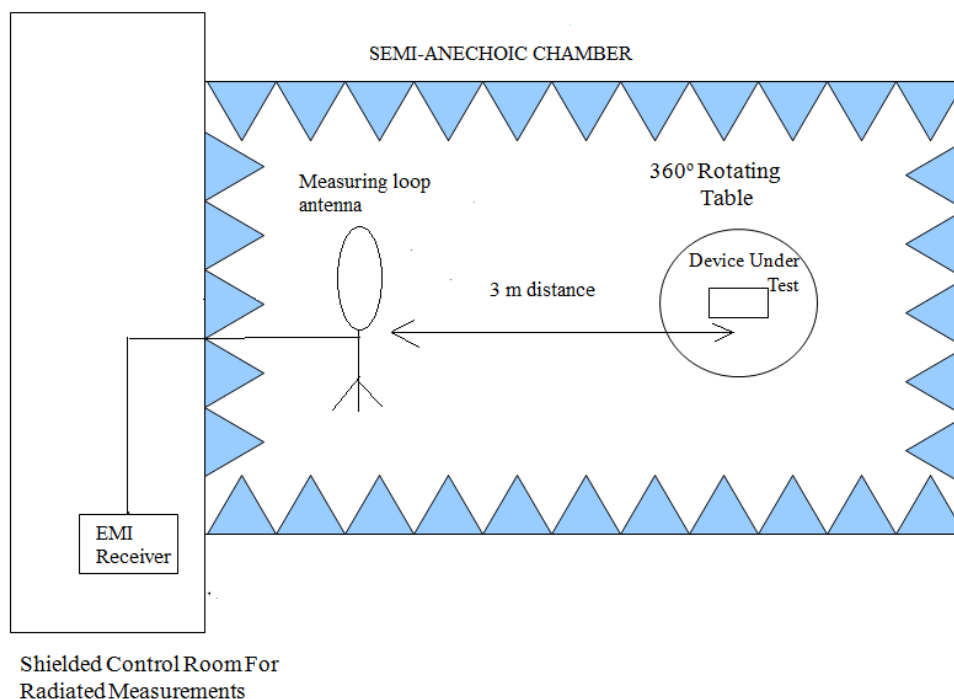 SEMI-ANECHOIC CHAMBER
Measuring loop
antenna
360º Rotating
Table
Device Under
Test
3 m distance
EMI
Receiver
Shielded Control Room For
Radiated Measurements